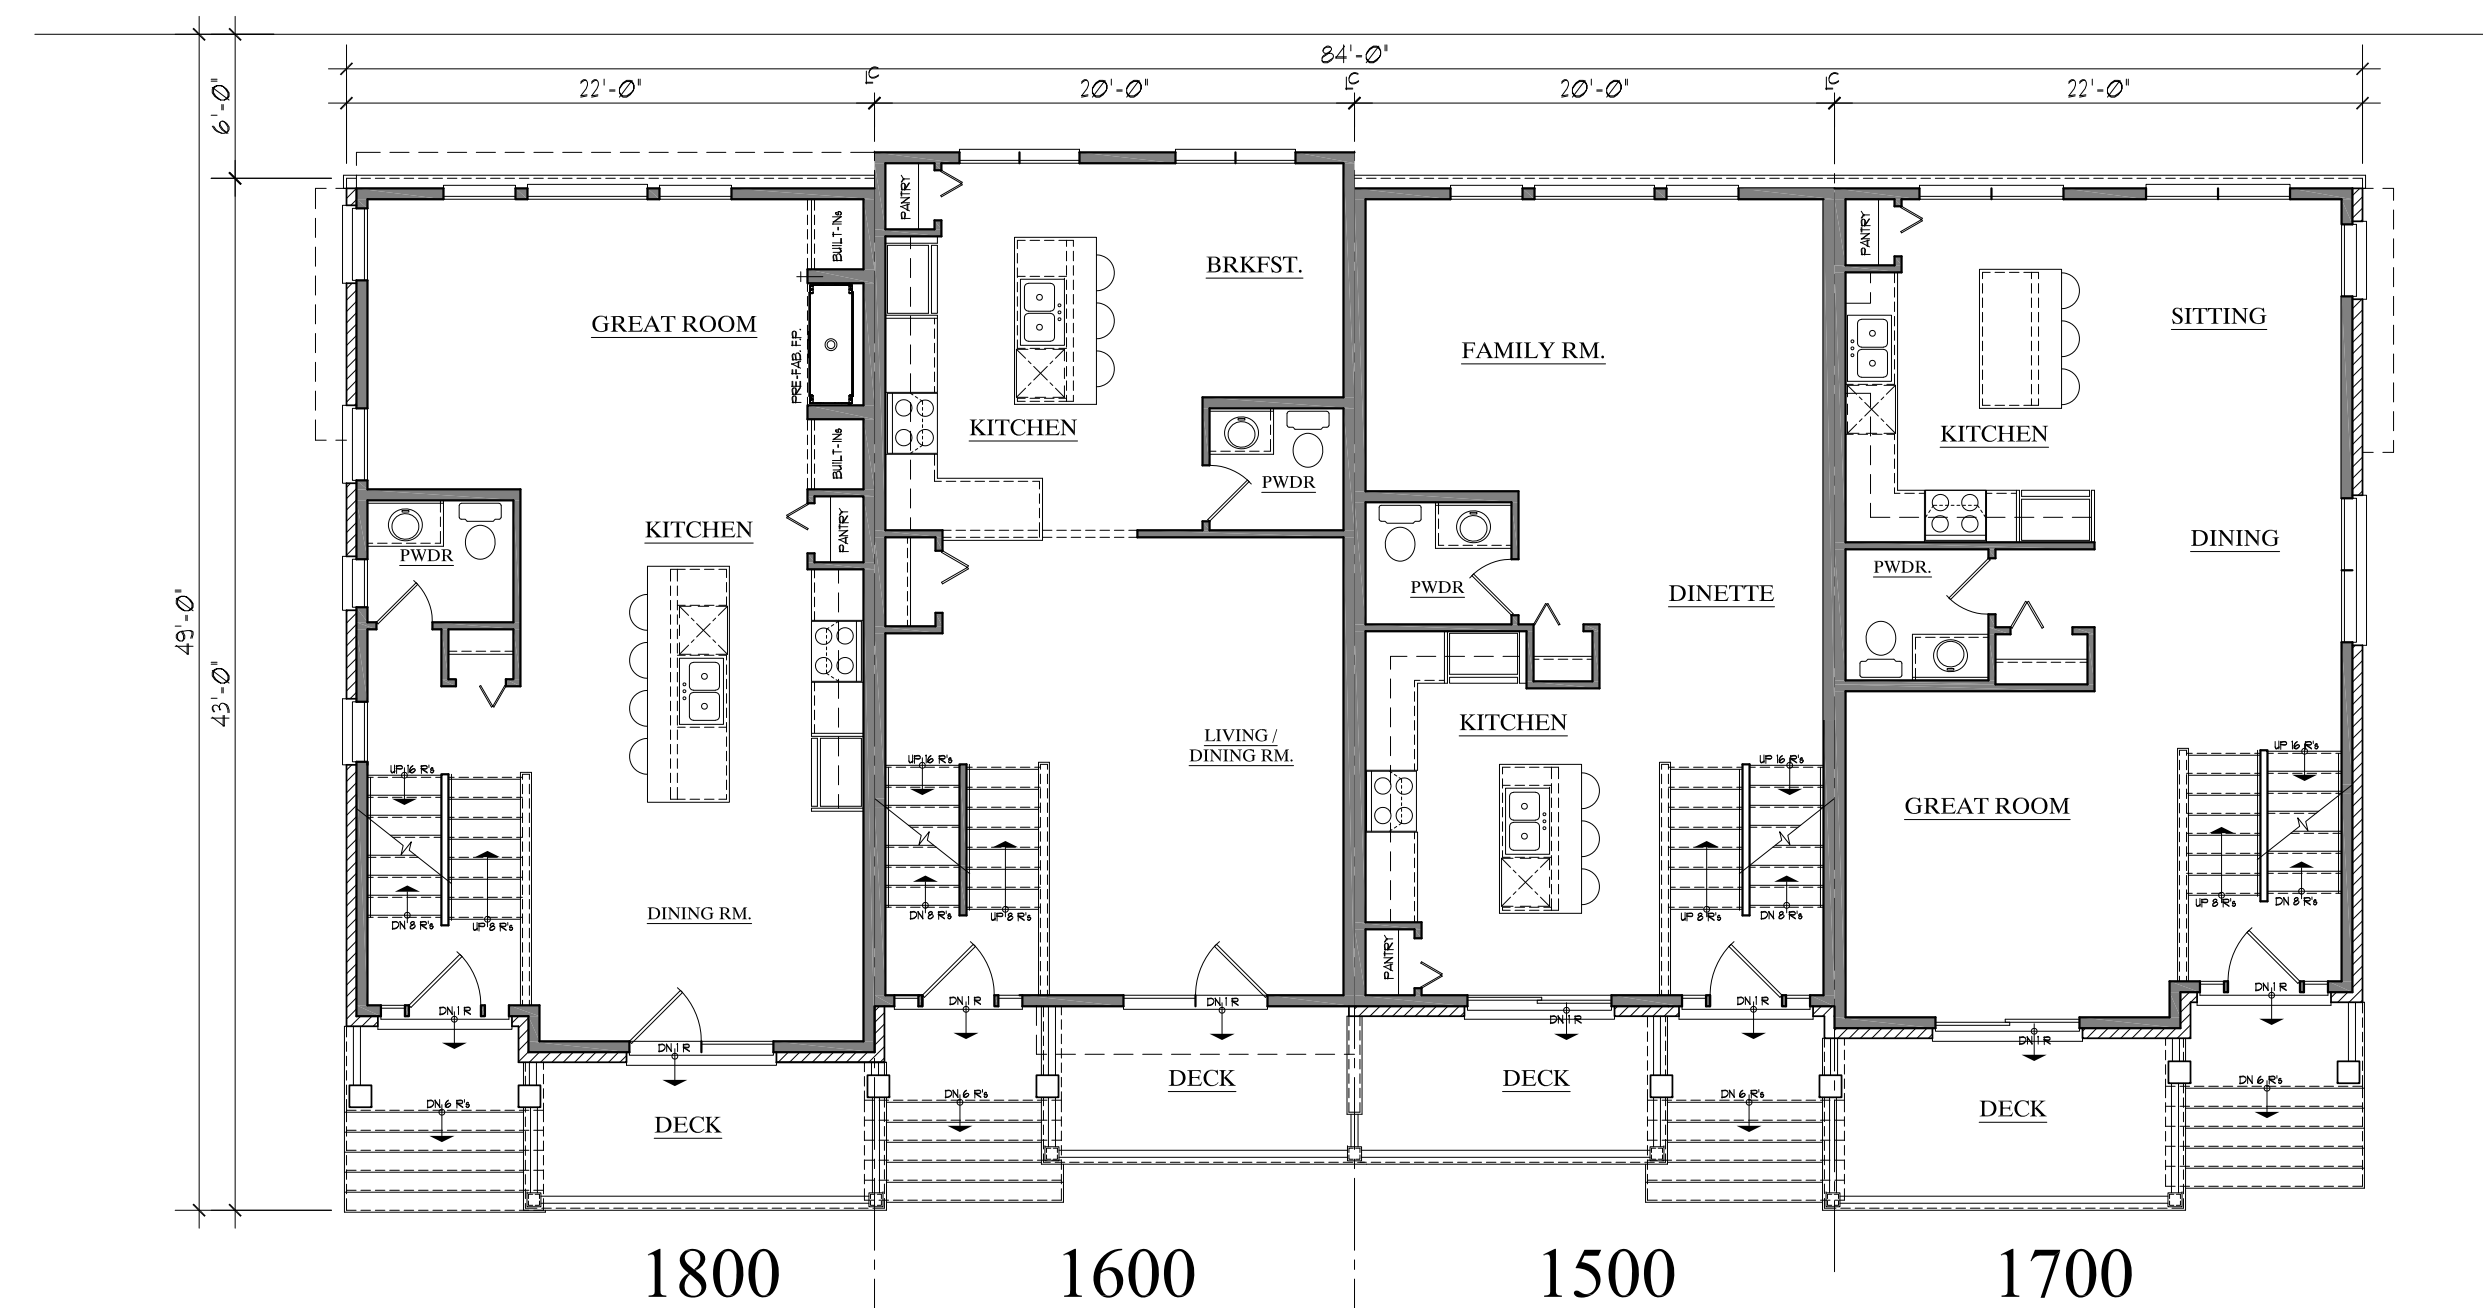 84'-0"
22'-0"
CL
20'-0"
CL
20'-0"
CL
22'-0"
6'-0"
49'-0"
43'-0"
GREAT ROOM
BUILT-INs
PRE-FAB. F.P.
BUILT-INs
PWDR
KITCHEN
PANTRY
UP 16 R's
DN 8 R's
UP 8 R's
DINING RM.
DN 1 R
DN 1 R
DN 6 R's
DECK
1800
PANTRY
BRKFST.
KITCHEN
PWDR
LIVING /
DINING RM.
UP 16 R's
DN 8 R's
UP 8 R's
DN 1 R
DN 1 R
DN 6 R's
DECK
1600
FAMILY RM.
PWDR
DINETTE
KITCHEN
UP 16 R's
UP 8 R's
DN 8 R's
PANTRY
DN 1 R
DN 1 R
DECK
DN 6 R's
1500
PANTRY
SITTING
KITCHEN
DINING
PWDR.
GREAT ROOM
UP 16 R's
UP 8 R's
DN 8 R's
DN 1 R
DN 1 R
DECK
DN 6 R's
1700